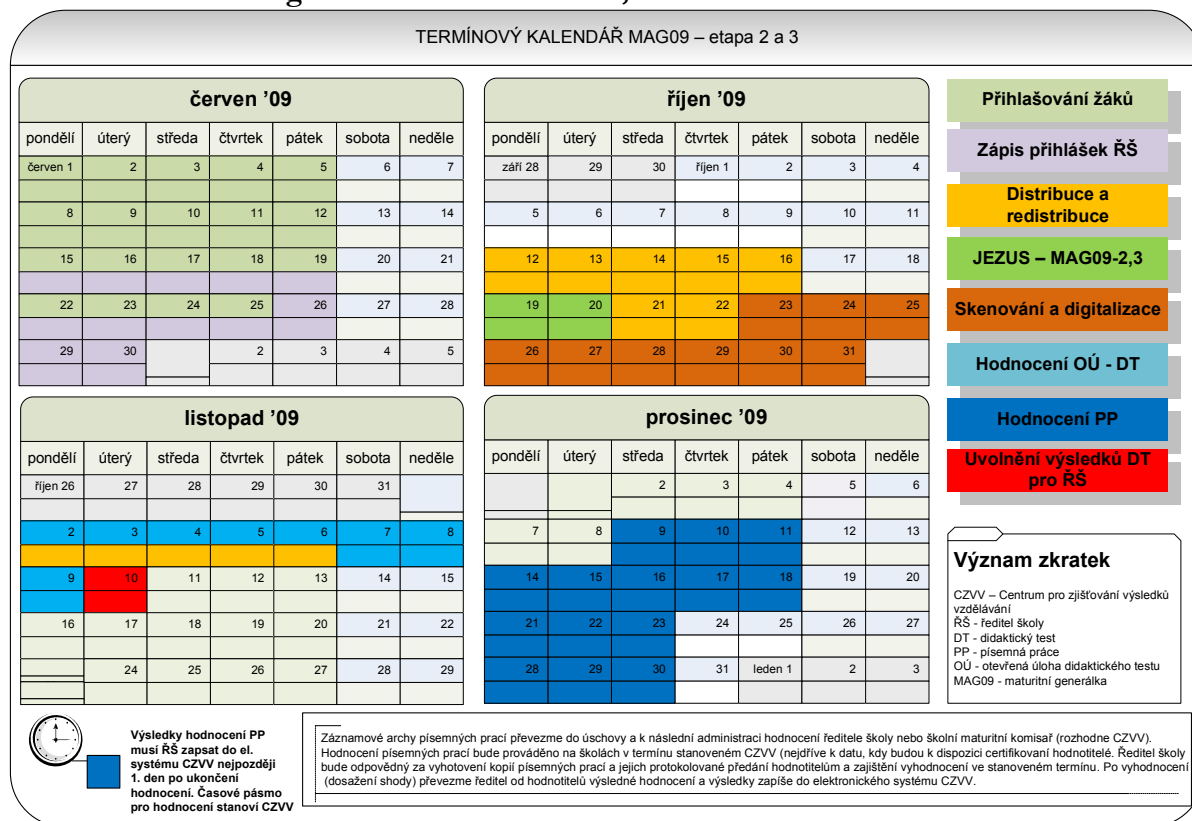 TERMÍNOVÝ KALENDÁŘ MAG09 – etapa 2 a 3
červen ’09
pondělí úterý středa čtvrtek pátek sobota neděle
červen 1 2 3 4 5 6 7
8 9 10 11 12 13 14
15 16 17 18 19 20 21
22 23 24 25 26 27 28
29 30 2 3 4 5
říjen ’09
pondělí úterý středa čtvrtek pátek sobota neděle
září 28 29 30 říjen 1 2 3 4
5 6 7 8 9 10 11
12 13 14 15 16 17 18
19 20 21 22 23 24 25
26 27 28 29 30 31
listopad ’09
pondělí úterý středa čtvrtek pátek sobota neděle
říjen 26 27 28 29 30 31
2 3 4 5 6 7 8
9 10 11 12 13 14 15
16 17 18 19 20 21 22
24 25 26 27 28 29
prosinec ’09
pondělí úterý středa čtvrtek pátek sobota neděle
2 3 4 5 6
7 8 9 10 11 12 13
14 15 16 17 18 19 20
21 22 23 24 25 26 27
28 29 30 31 leden 1 2 3
Přihlašování žáků
Zápis přihlášek ŘŠ
Distribuce a
redistribuce
JEZUS – MAG09-2,3
Skenování a digitalizace
Hodnocení OÚ - DT
Hodnocení PP
Uvolnění výsledků DT
pro ŘŠ
Význam zkratek
CZVV – Centrum pro zjišťování výsledků
vzdělávání
ŘŠ - ředitel školy
DT - didaktický test
PP - písemná práce
OÚ - otevřená úloha didaktického testu
MAG09 - maturitní generálka
Výsledky hodnocení PP
musí ŘŠ zapsat do el.
systému CZVV nejpozději
1. den po ukončení
hodnocení. Časové pásmo
pro hodnocení stanoví CZVV
Záznamové archy písemných prací převezme do úschovy a k následní administraci hodnocení ředitele školy nebo školní maturitní komisař (rozhodne CZVV).
Hodnocení písemných prací bude prováděno na školách v termínu stanoveném CZVV (nejdříve k datu, kdy budou k dispozici certifikovaní hodnotitelé. Ředitel školy
bude odpovědný za vyhotovení kopií písemných prací a jejich protokolované předání hodnotitelům a zajištění vyhodnocení ve stanoveném termínu. Po vyhodnocení
(dosažení shody) převezme ředitel od hodnotitelů výsledné hodnocení a výsledky zapíše do elektronického systému CZVV.